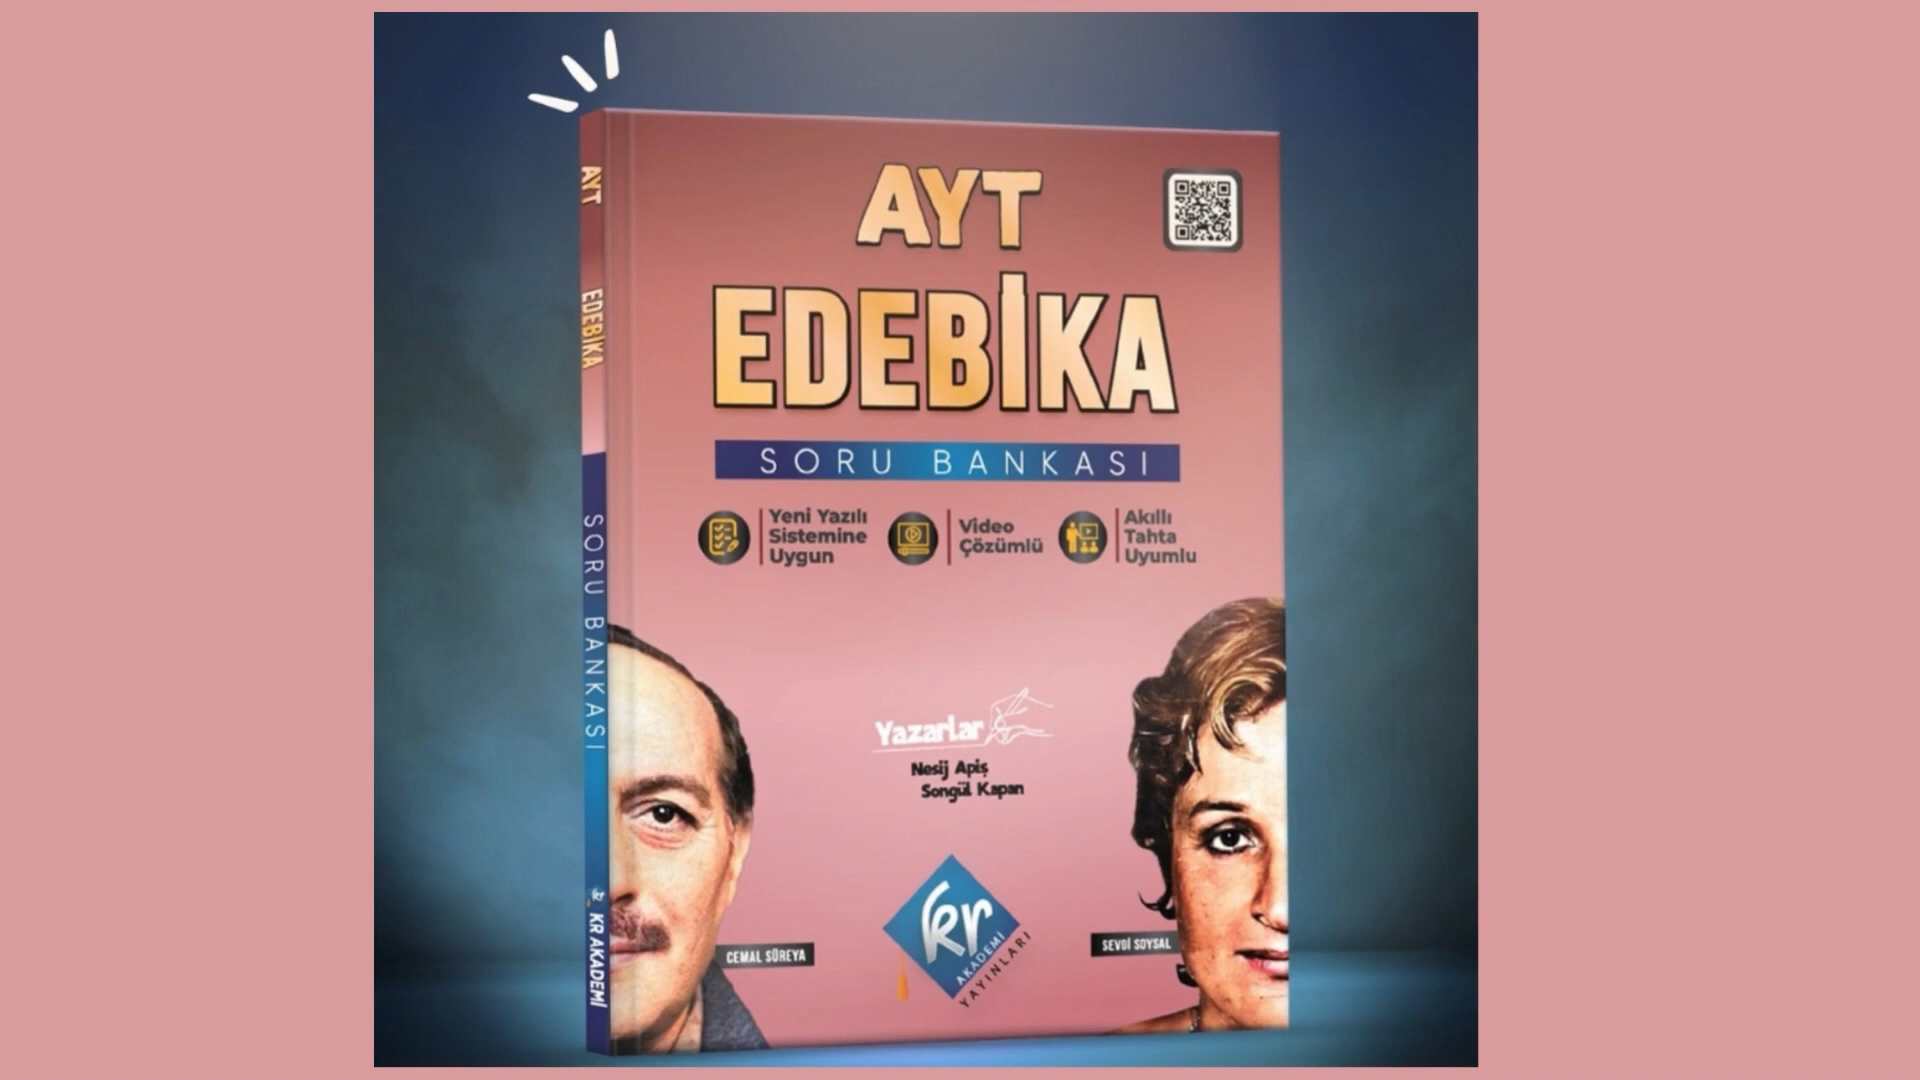 AYT
EDEBİKA
SORU BANKASI
Yeni Yazılı
Sistemine
Uygun
Video
Çözümlü
Akıllı
Tahta
Uyumlu
Yazarlar
Nesij Apiş
Songül Kapan
CEMAL SÜREYA
SEVGİ SOYSAL
kr
AKADEMİ
YAYINLARI
AYT
EDEBİKA
SORU BANKASI
KR AKADEMİ